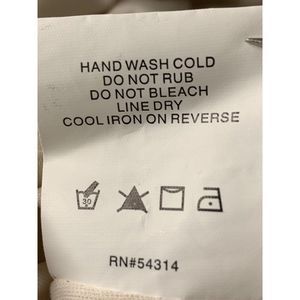 HAND WASH COLD
DO NOT RUB
DO NOT BLEACH
LINE DRY
COOL IRON ON REVERSE
30
RN#54314